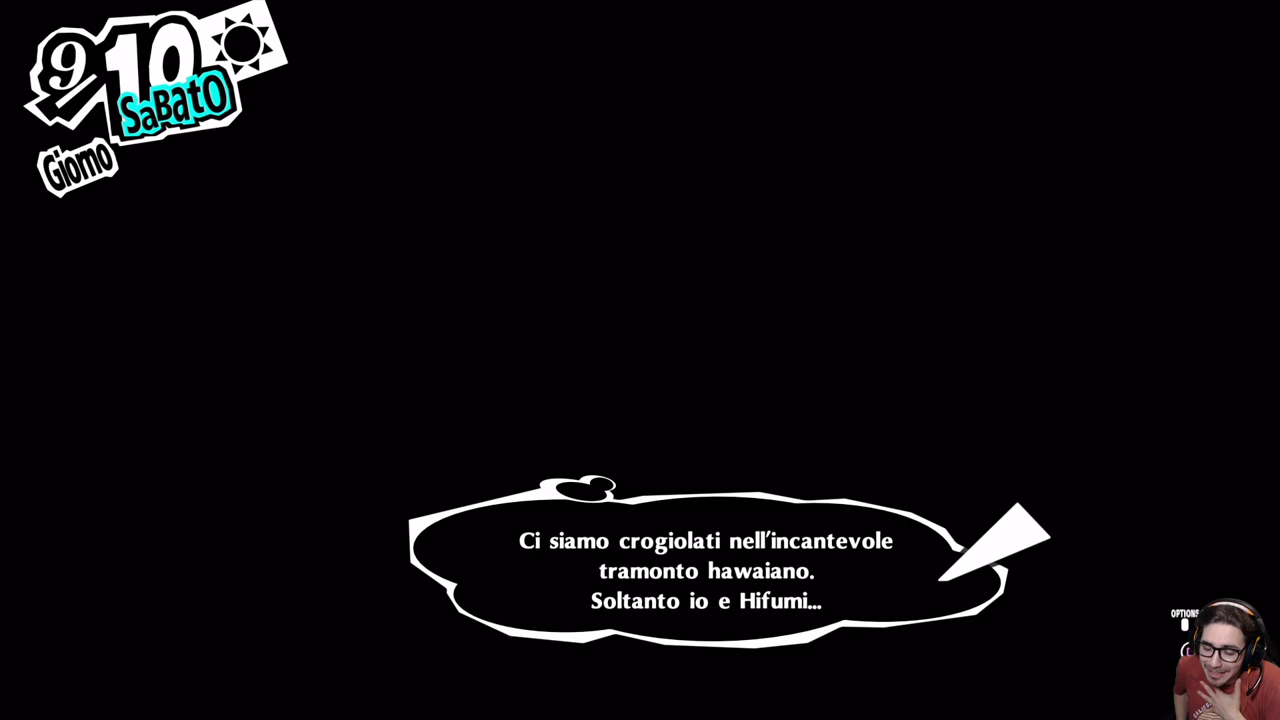 9/10
Sabato
Giorno
Ci siamo crogiolati nell'incantevole
tramonto hawaiano.
Soltanto io e Hifumi...
OPTIONS